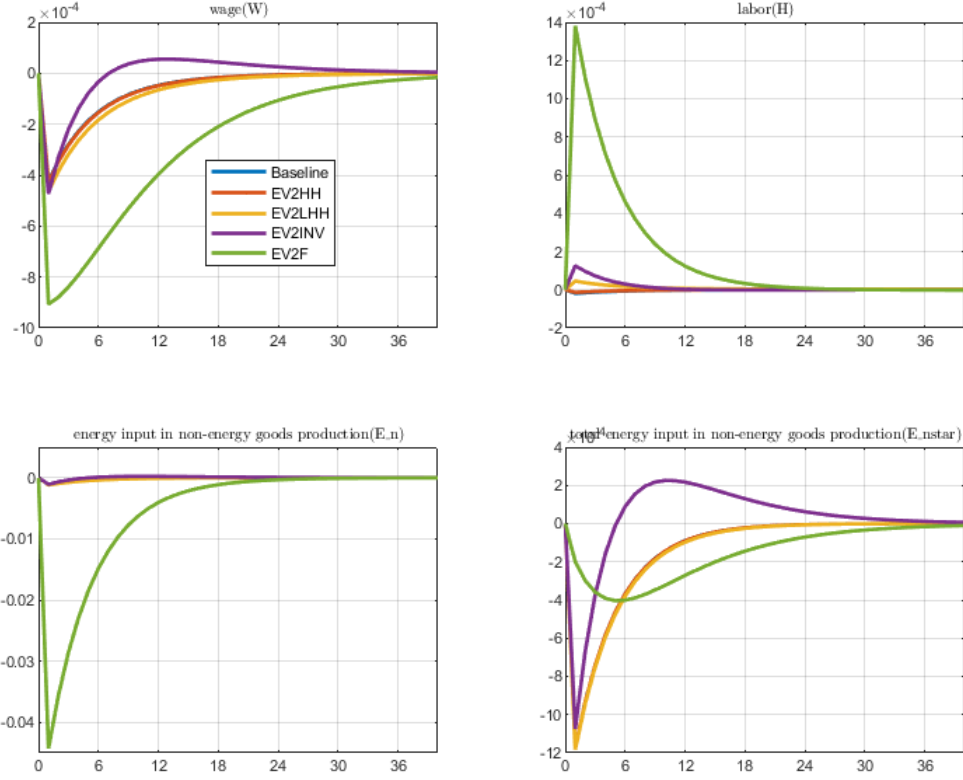 wage(W)
×10-4
2
0
-2
-4
-6
-8
-10
0 6 12 18 24 30 36
Baseline
EV2HH
EV2LHH
EV2INV
EV2F
labor(H)
×10-4
14
12
10
8
6
4
2
0
-2
0 6 12 18 24 30 36
energy input in non-energy goods production(E_n)
0
-0.01
-0.02
-0.03
-0.04
0 6 12 18 24 30 36
energy input in non-energy goods production(E_nstar)
4
2
0
-2
-4
-6
-8
-10
-12
0 6 12 18 24 30 36